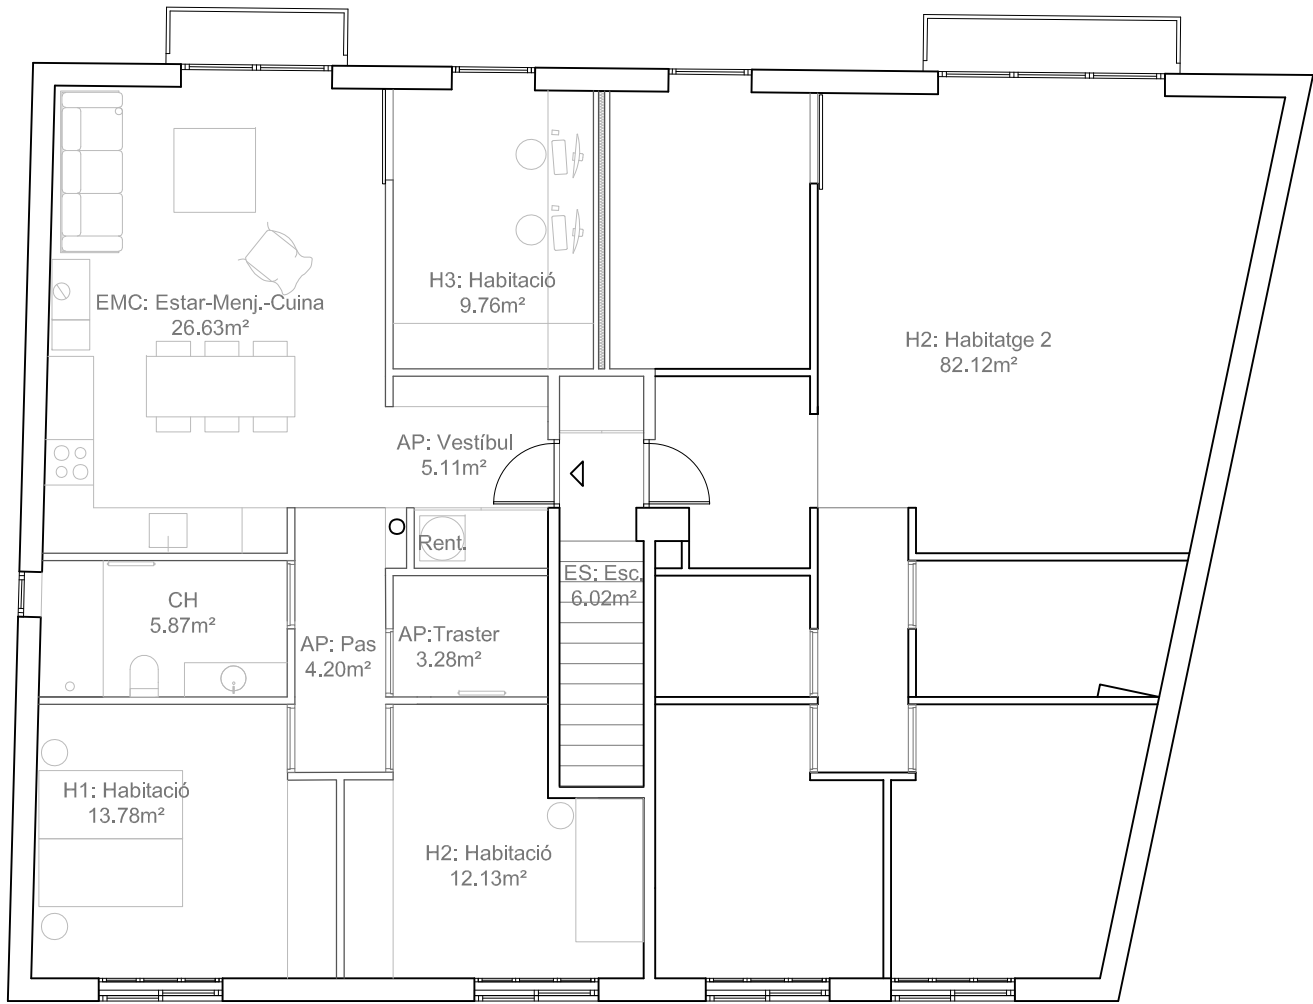 H3: Habitació
9.76m²
EMC: Estar-Menj.-Cuina
26.63m²
H2: Habitatge 2
82.12m²
AP: Vestíbul
5.11m²
Rent.
ES: Esc.
6.02m²
CH
5.87m²
AP: Pas
4.20m²
AP:Traster
3.28m²
H1: Habitació
13.78m²
H2: Habitació
12.13m²